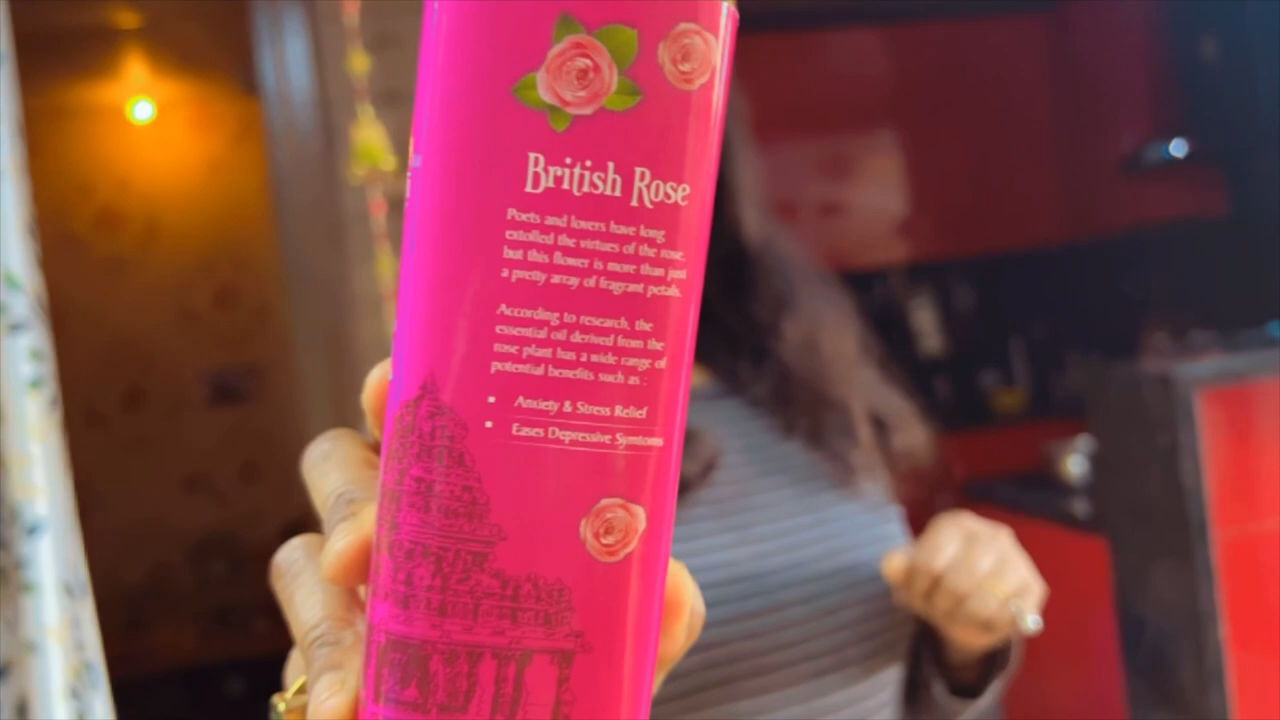 British Rose
Poets and lovers have long
extolled the virtues of the rose,
but this flower is more than just
a pretty array of fragrant petals.
According to research, the
essential oil derived from the
rose plant has a wide range of
potential benefits such as :
▪ Anxiety & Stress Relief
▪ Eases Depressive Symtoms